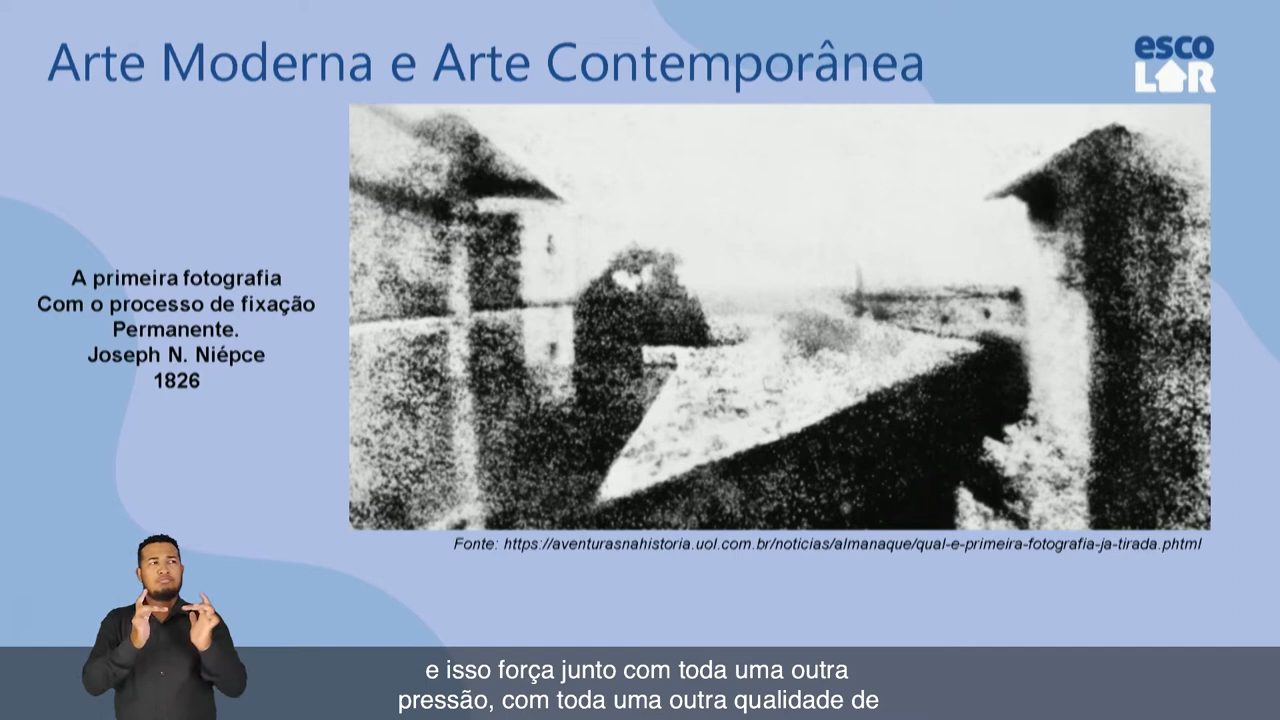 Arte Moderna e Arte Contemporânea
esco
LAR
A primeira fotografia
Com o processo de fixação
Permanente.
Joseph N. Niépce
1826
Fonte: https://aventurasnahistoria.uol.com.br/noticias/almanaque/qual-e-primeira-fotografia-ja-tirada.phtml
e isso força junto com toda uma outra
pressão, com toda uma outra qualidade de